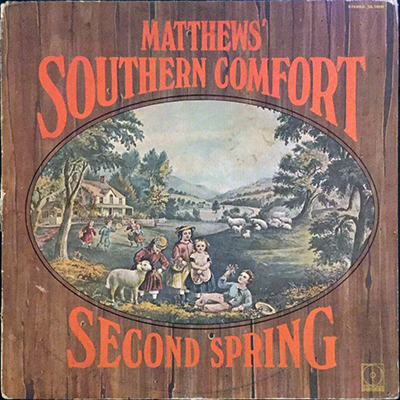 MATTHEWS'
SOUTHERN COMFORT
SECOND SPRING